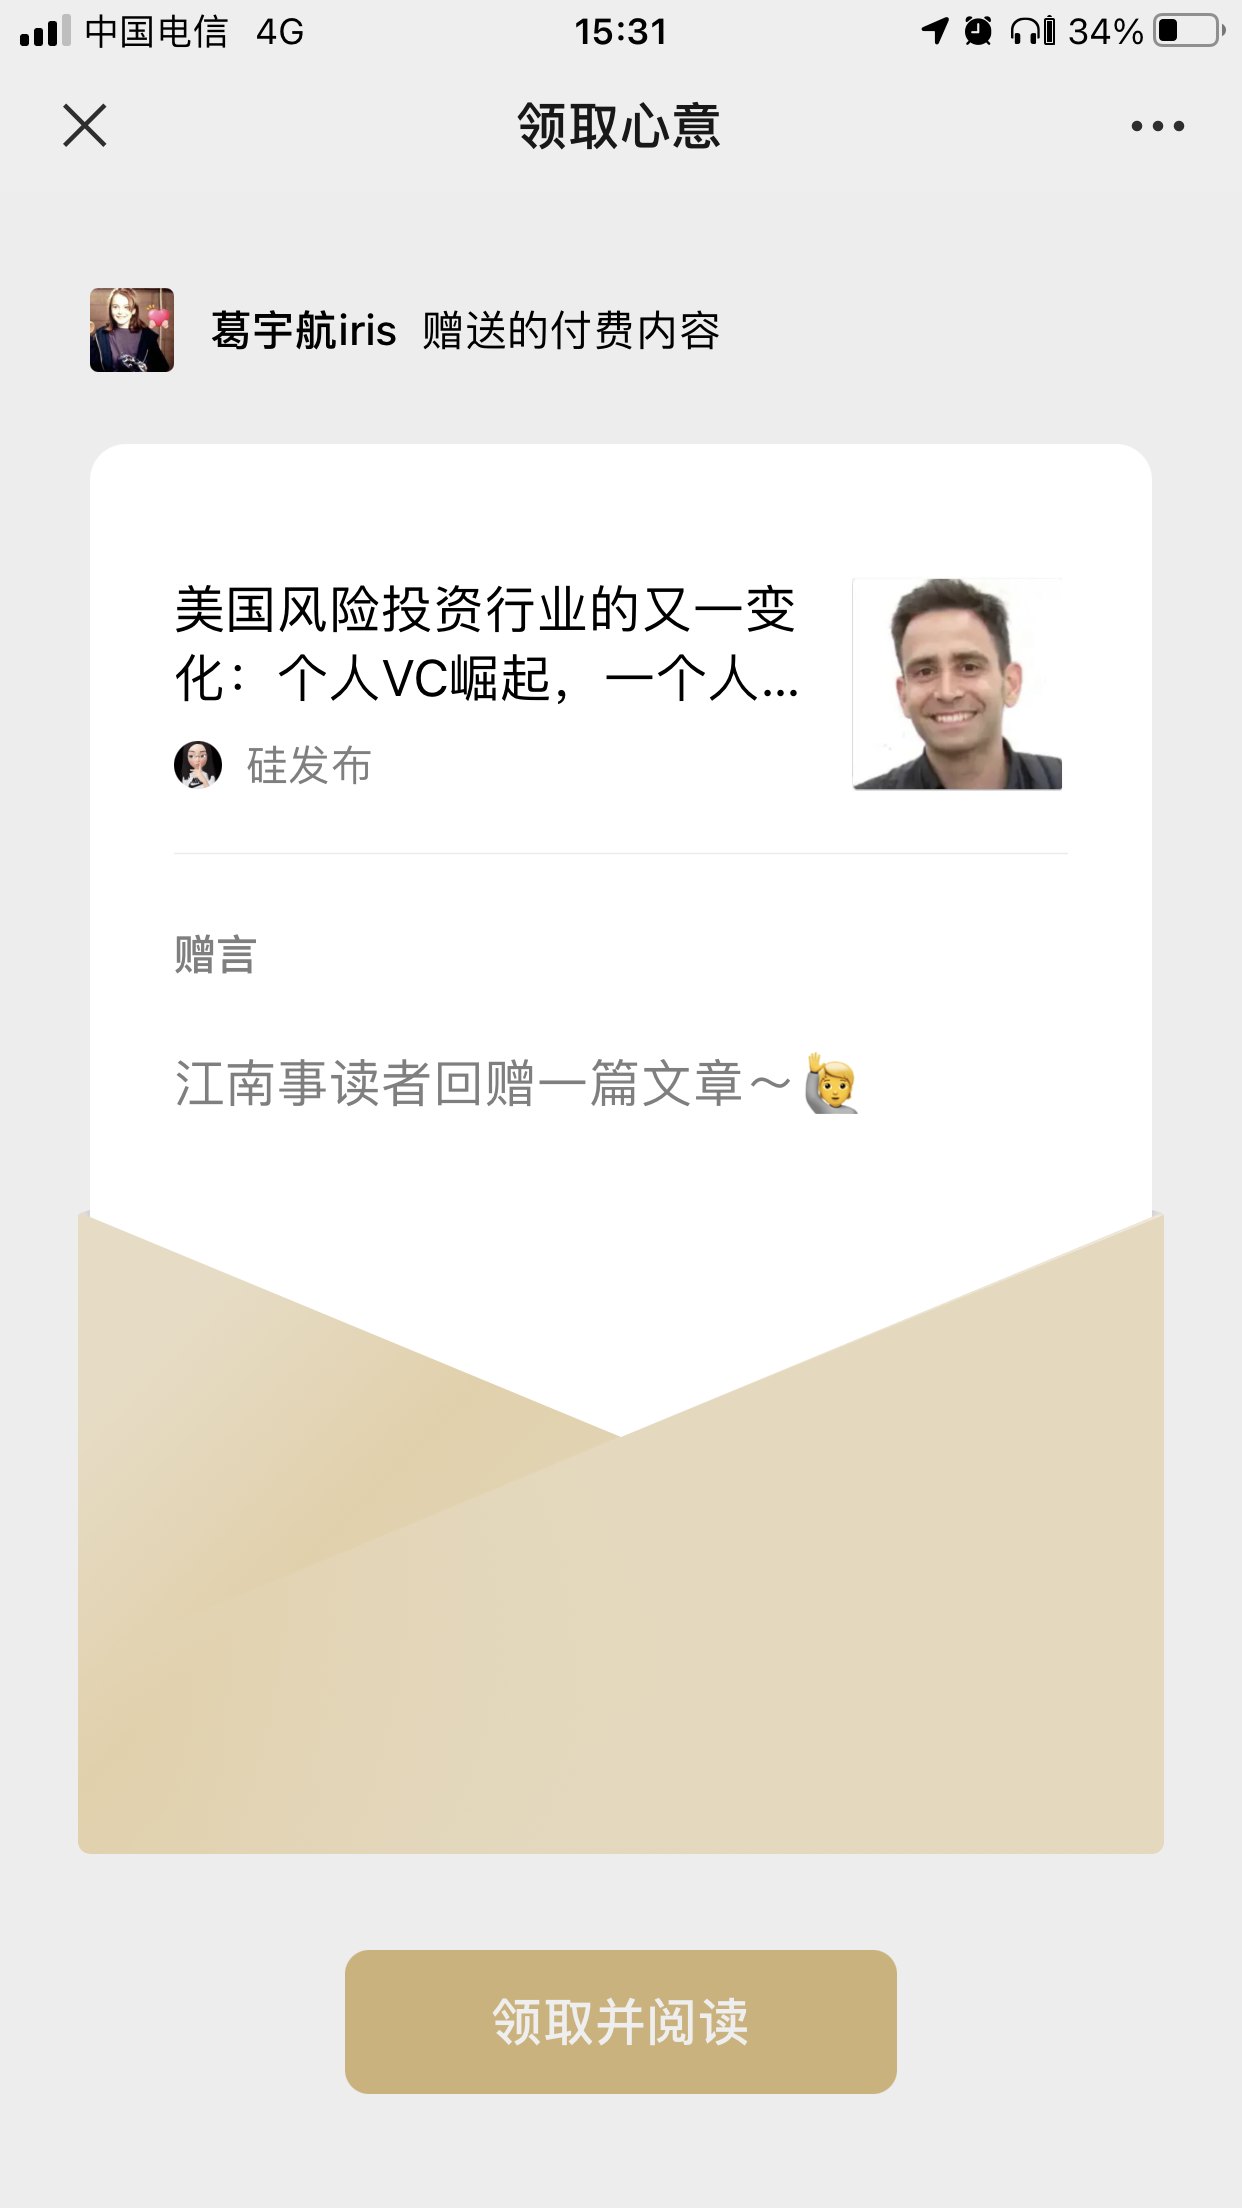 中国电信 4G 15:31 34%
领取心意
葛宇航iris 赠送的付费内容
美国风险投资行业的又一变
化：个人VC崛起，一个人...
硅发布
赠言
江南事读者回赠一篇文章～🙋
领取并阅读